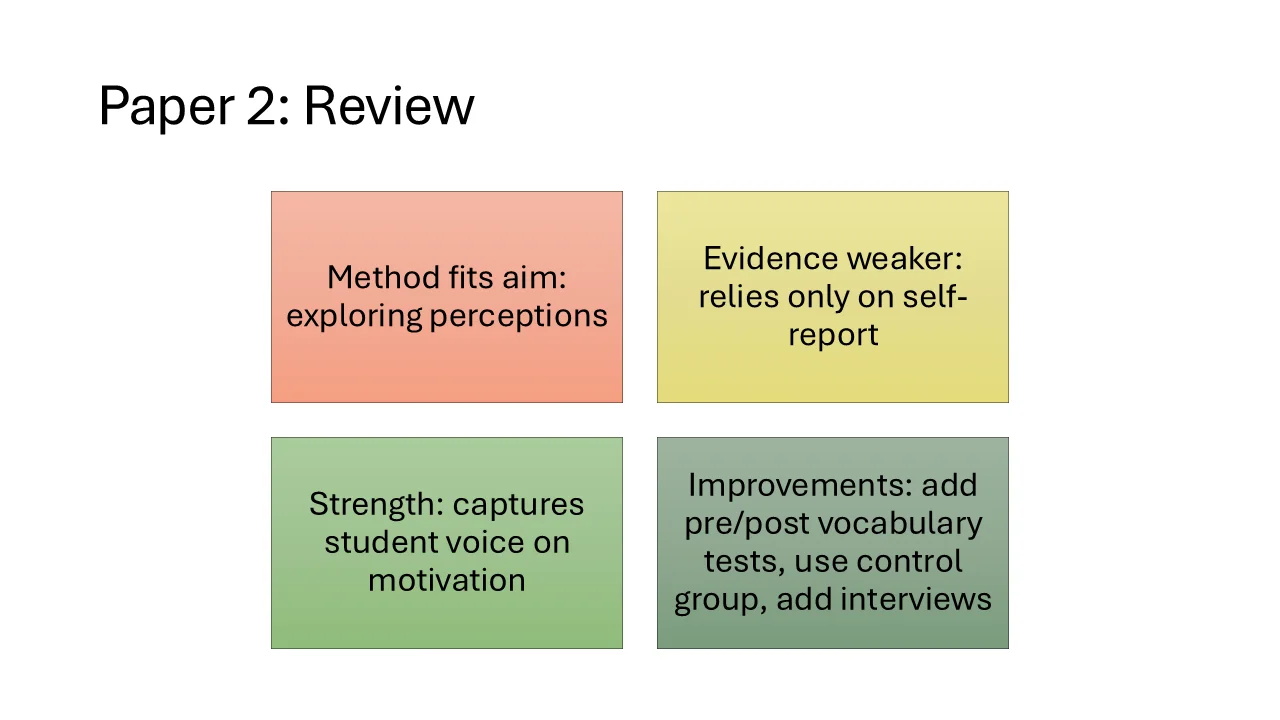 Paper 2: Review
Method fits aim:
exploring perceptions
Evidence weaker:
relies only on self-
report
Strength: captures
student voice on
motivation
Improvements: add
pre/post vocabulary
tests, use control
group, add interviews